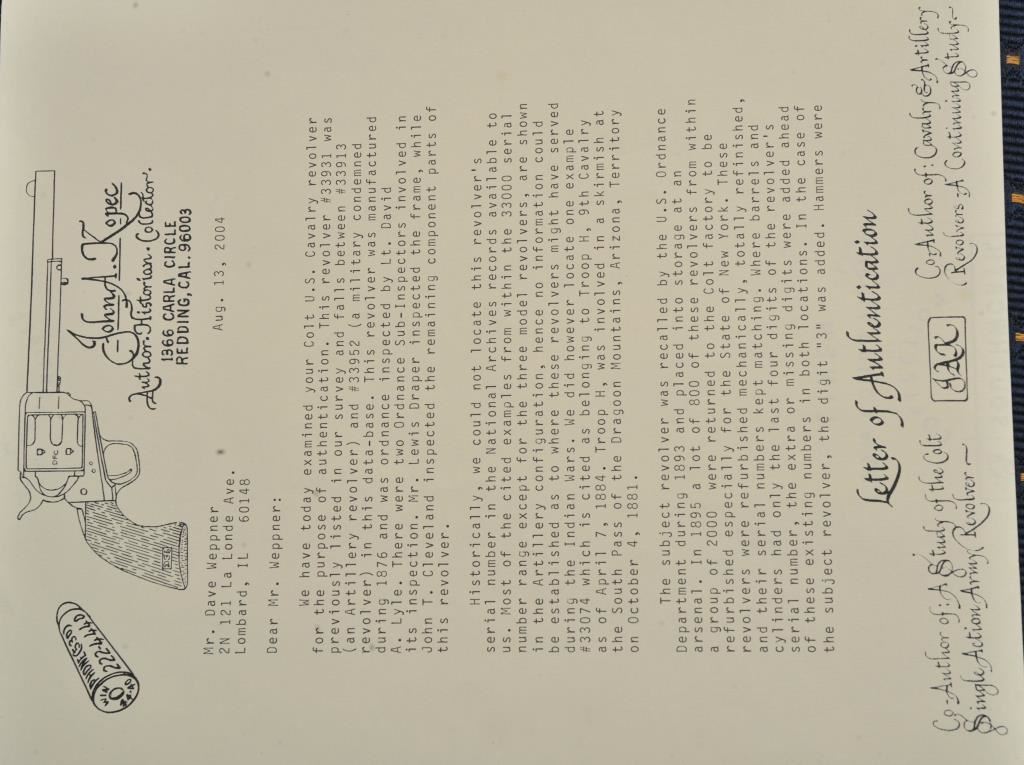 John A. Kopec
Author·Historian·Collector·
1366 CARLA CIRCLE
REDDING, CAL. 96003
PHONE(530)
2224440
WIN
DFC
Aug. 13, 2004
Mr. Dave Weppner
2N 121 La Londe Ave.
Lombard, IL 60148
Dear Mr. Weppner:
We have today examined your Colt U.S. Cavalry revolver
for the purpose of authentication. This revolver #33931 was
previously listed in our survey and falls between #33913
(an Artillery revolver) and #33952 (a military condemned
revolver) in this data-base. This revolver was manufactured
during 1876 and was ordnance inspected by Lt. David
A. Lyle. There were two Ordnance Sub-Inspectors involved in
its inspection. Mr. Lewis Draper inspected the frame, while
John T. Cleveland inspected the remaining component parts of
this revolver.
Historically, we could not locate this revolver's
serial number in the National Archives records available to
us. Most of the cited examples from within the 33000 serial
number range except for the three model revolvers, are shown
in the Artillery configuration, hence no information could
be established as to where these revolvers might have served
during the Indian Wars. We did however locate one example
#33074 which is cited as belonging to Troop H, 9th Cavalry
as of April 7, 1884. Troop H, was involved in a skirmish at
the South Pass of the Dragoon Mountains, Arizona, Territory
on October 4, 1881.
The subject revolver was recalled by the U.S. Ordnance
Department during 1893 and placed into storage at an
arsenal. In 1895 a lot of 800 of these revolvers from within
a group of 2000 were returned to the Colt factory to be
refurbished especially for the State of New York. These
revolvers were refurbished mechanically, totally refinished,
and their serial numbers kept matching. Where barrels and
cylinders had only the last four digits of the revolver's
serial number, the extra or missing digits were added ahead
of these existing numbers in both locations. In the case of
the subject revolver, the digit "3" was added. Hammers were
Letter of Authentication
Co-Author of: A Study of the Colt
Single Action Army Revolver —
JAK
Co-Author of: Cavalry & Artillery
Revolvers A Continuing Study —